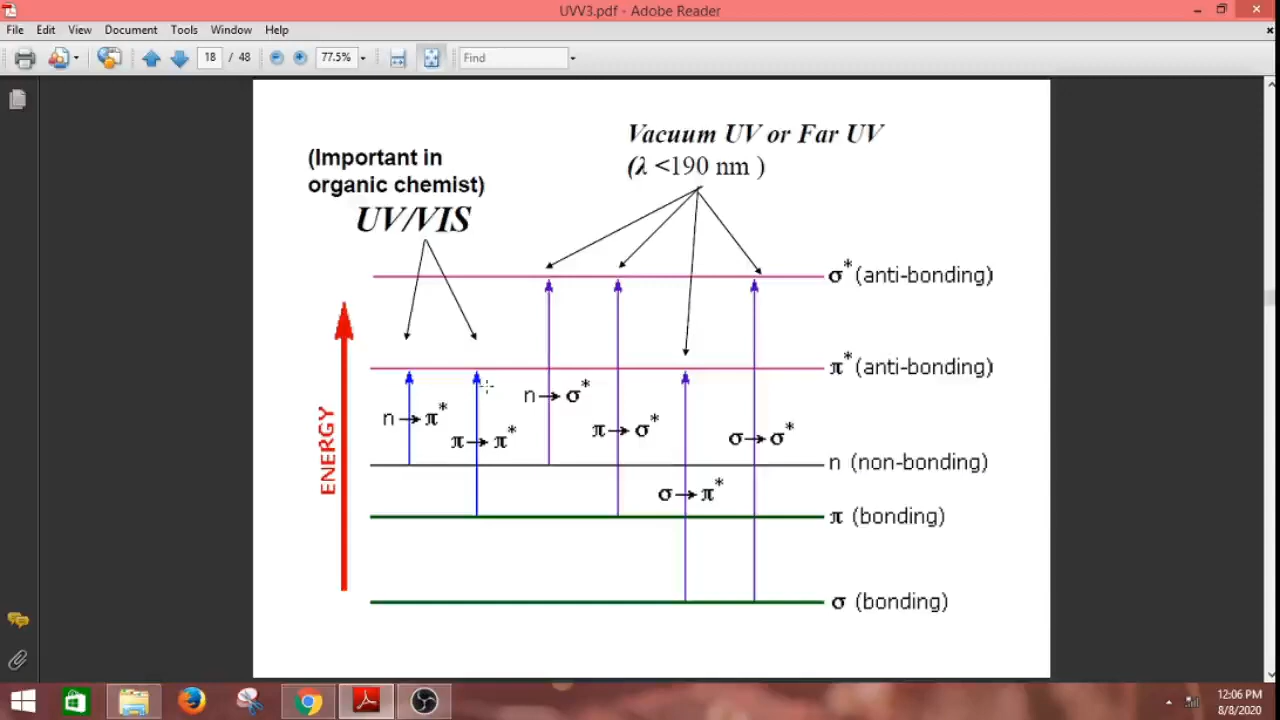 UVV3.pdf - Adobe Reader
File Edit View Document Tools Window Help
18 / 48 77.5% Find
Vacuum UV or Far UV
(λ <190 nm )
(Important in
organic chemist)
UV/VIS
σ* (anti-bonding)
π* (anti-bonding)
n → σ*
n → π*
π → σ*
π → π*
σ → σ*
n (non-bonding)
σ → π*
π (bonding)
σ (bonding)
ENERGY
12:06 PM
8/8/2020